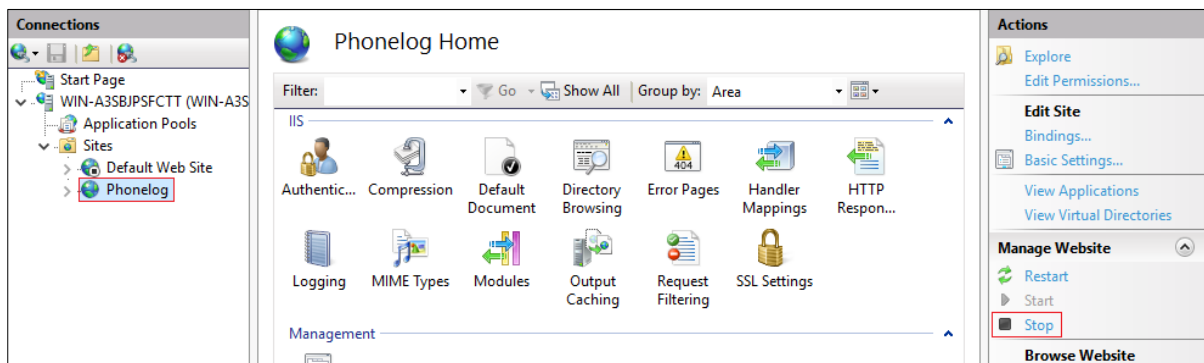 Connections
Start Page
WIN-A3SBJPSFCTT (WIN-A3S
Application Pools
Sites
Default Web Site
Phonelog
Phonelog Home
Filter:
Go
Show All
Group by:
Area
IIS
Authentic...
Compression
Default Document
Directory Browsing
404
Error Pages
Handler Mappings
HTTP Respon...
Logging
MIME Types
Modules
Output Caching
Request Filtering
SSL Settings
Management
Actions
Explore
Edit Permissions...
Edit Site
Bindings...
Basic Settings...
View Applications
View Virtual Directories
Manage Website
Restart
Start
Stop
Browse Website